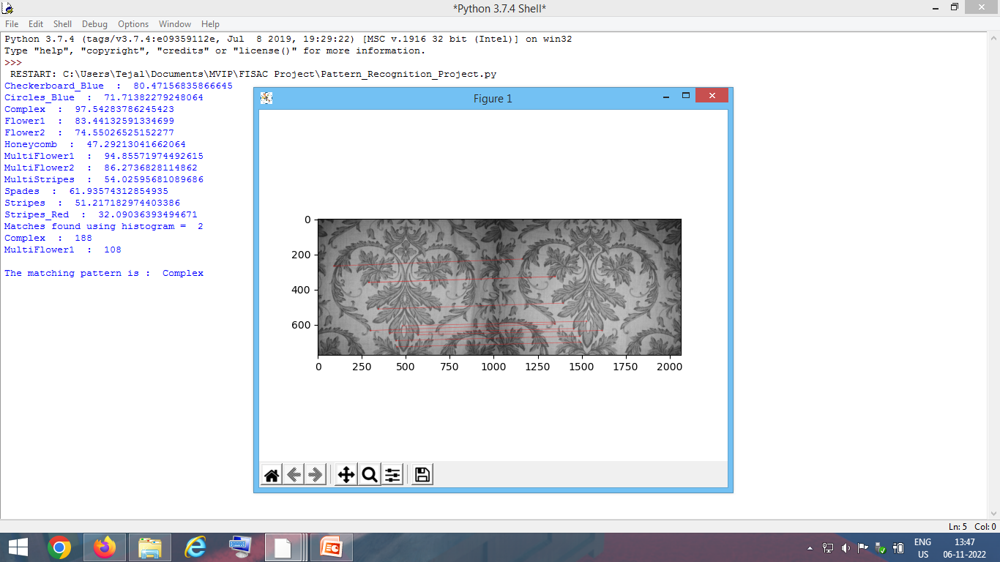 *Python 3.7.4 Shell*
File Edit Shell Debug Options Window Help
Python 3.7.4 (tags/v3.7.4:e09359112e, Jul  8 2019, 19:29:22) [MSC v.1916 32 bit (Intel)] on win32
Type "help", "copyright", "credits" or "license()" for more information.
>>>
 RESTART: C:\Users\Tejal\Documents\MVIP\FISAC Project\Pattern_Recognition_Project.py
Checkerboard_Blue  :  80.47156835866645
Circles_Blue  :  71.71382279248064
Complex  :  97.54283786245423
Flower1  :  83.44132591334699
Flower2  :  74.55026525152277
Honeycomb  :  47.29213041662064
MultiFlower1  :  94.85571974492615
MultiFlower2  :  86.2736828114862
MultiStripes  :  54.02595681089686
Spades  :  61.93574312854935
Stripes  :  51.217182974403386
Stripes_Red  :  32.09036393494671
Matches found using histogram =  2
Complex  :  188
MultiFlower1  :  108
The matching pattern is :  Complex
Figure 1
0
200
400
600
0 250 500 750 1000 1250 1500 1750 2000
Ln: 5 Col: 0
ENG 13:47
US 06-11-2022